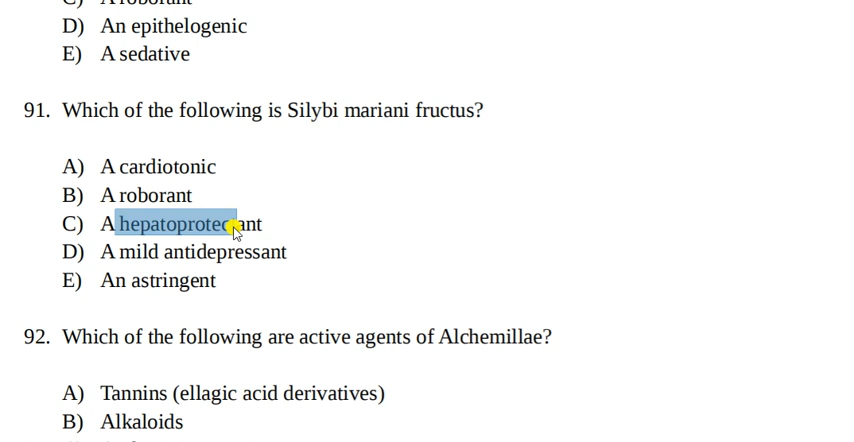 D) An epithelogenic
E) A sedative
91. Which of the following is Silybi mariani fructus?
A) A cardiotonic
B) A roborant
C) A hepatoprotectant
D) A mild antidepressant
E) An astringent
92. Which of the following are active agents of Alchemillae?
A) Tannins (ellagic acid derivatives)
B) Alkaloids